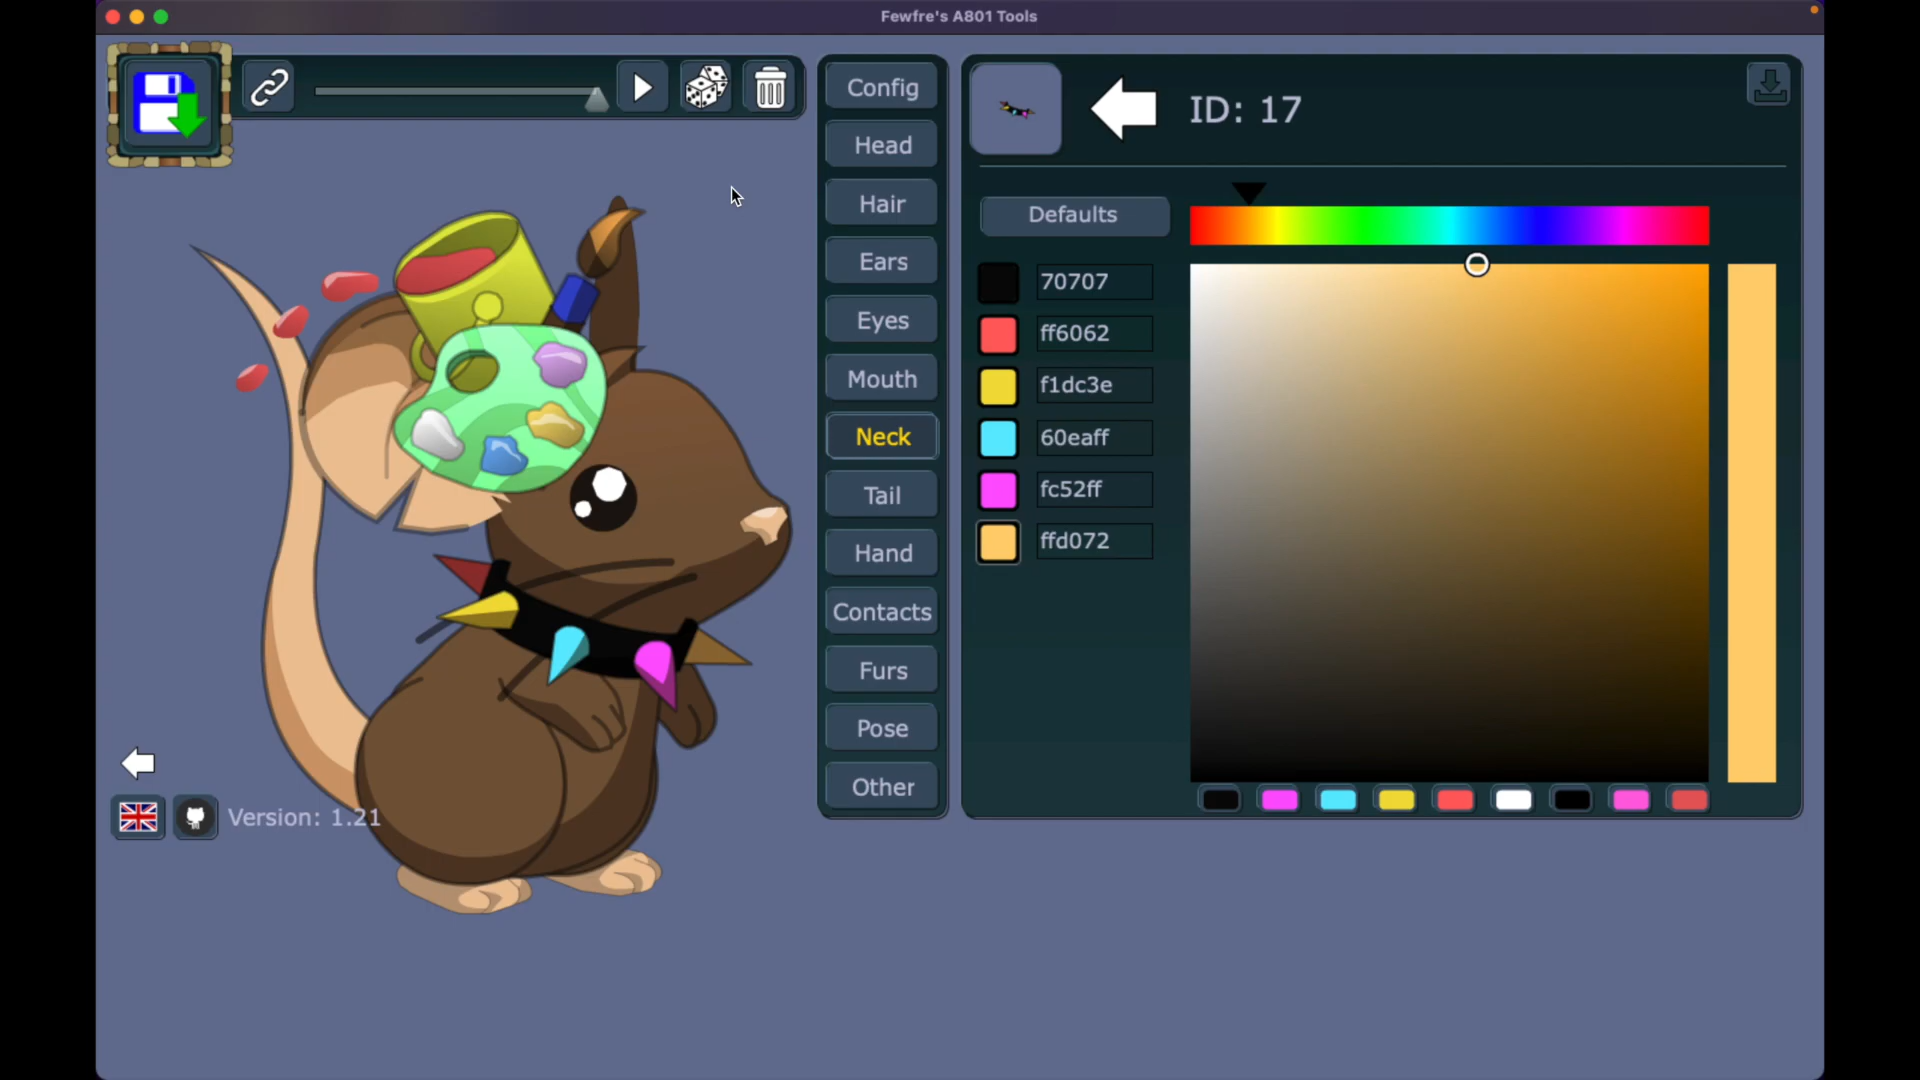 Fewfre's A801 Tools
Config
Head
Hair
Ears
Eyes
Mouth
Neck
Tail
Hand
Contacts
Furs
Pose
Other
ID: 17
Defaults
70707
ff6062
f1dc3e
60eaff
fc52ff
ffd072
Version: 1.21